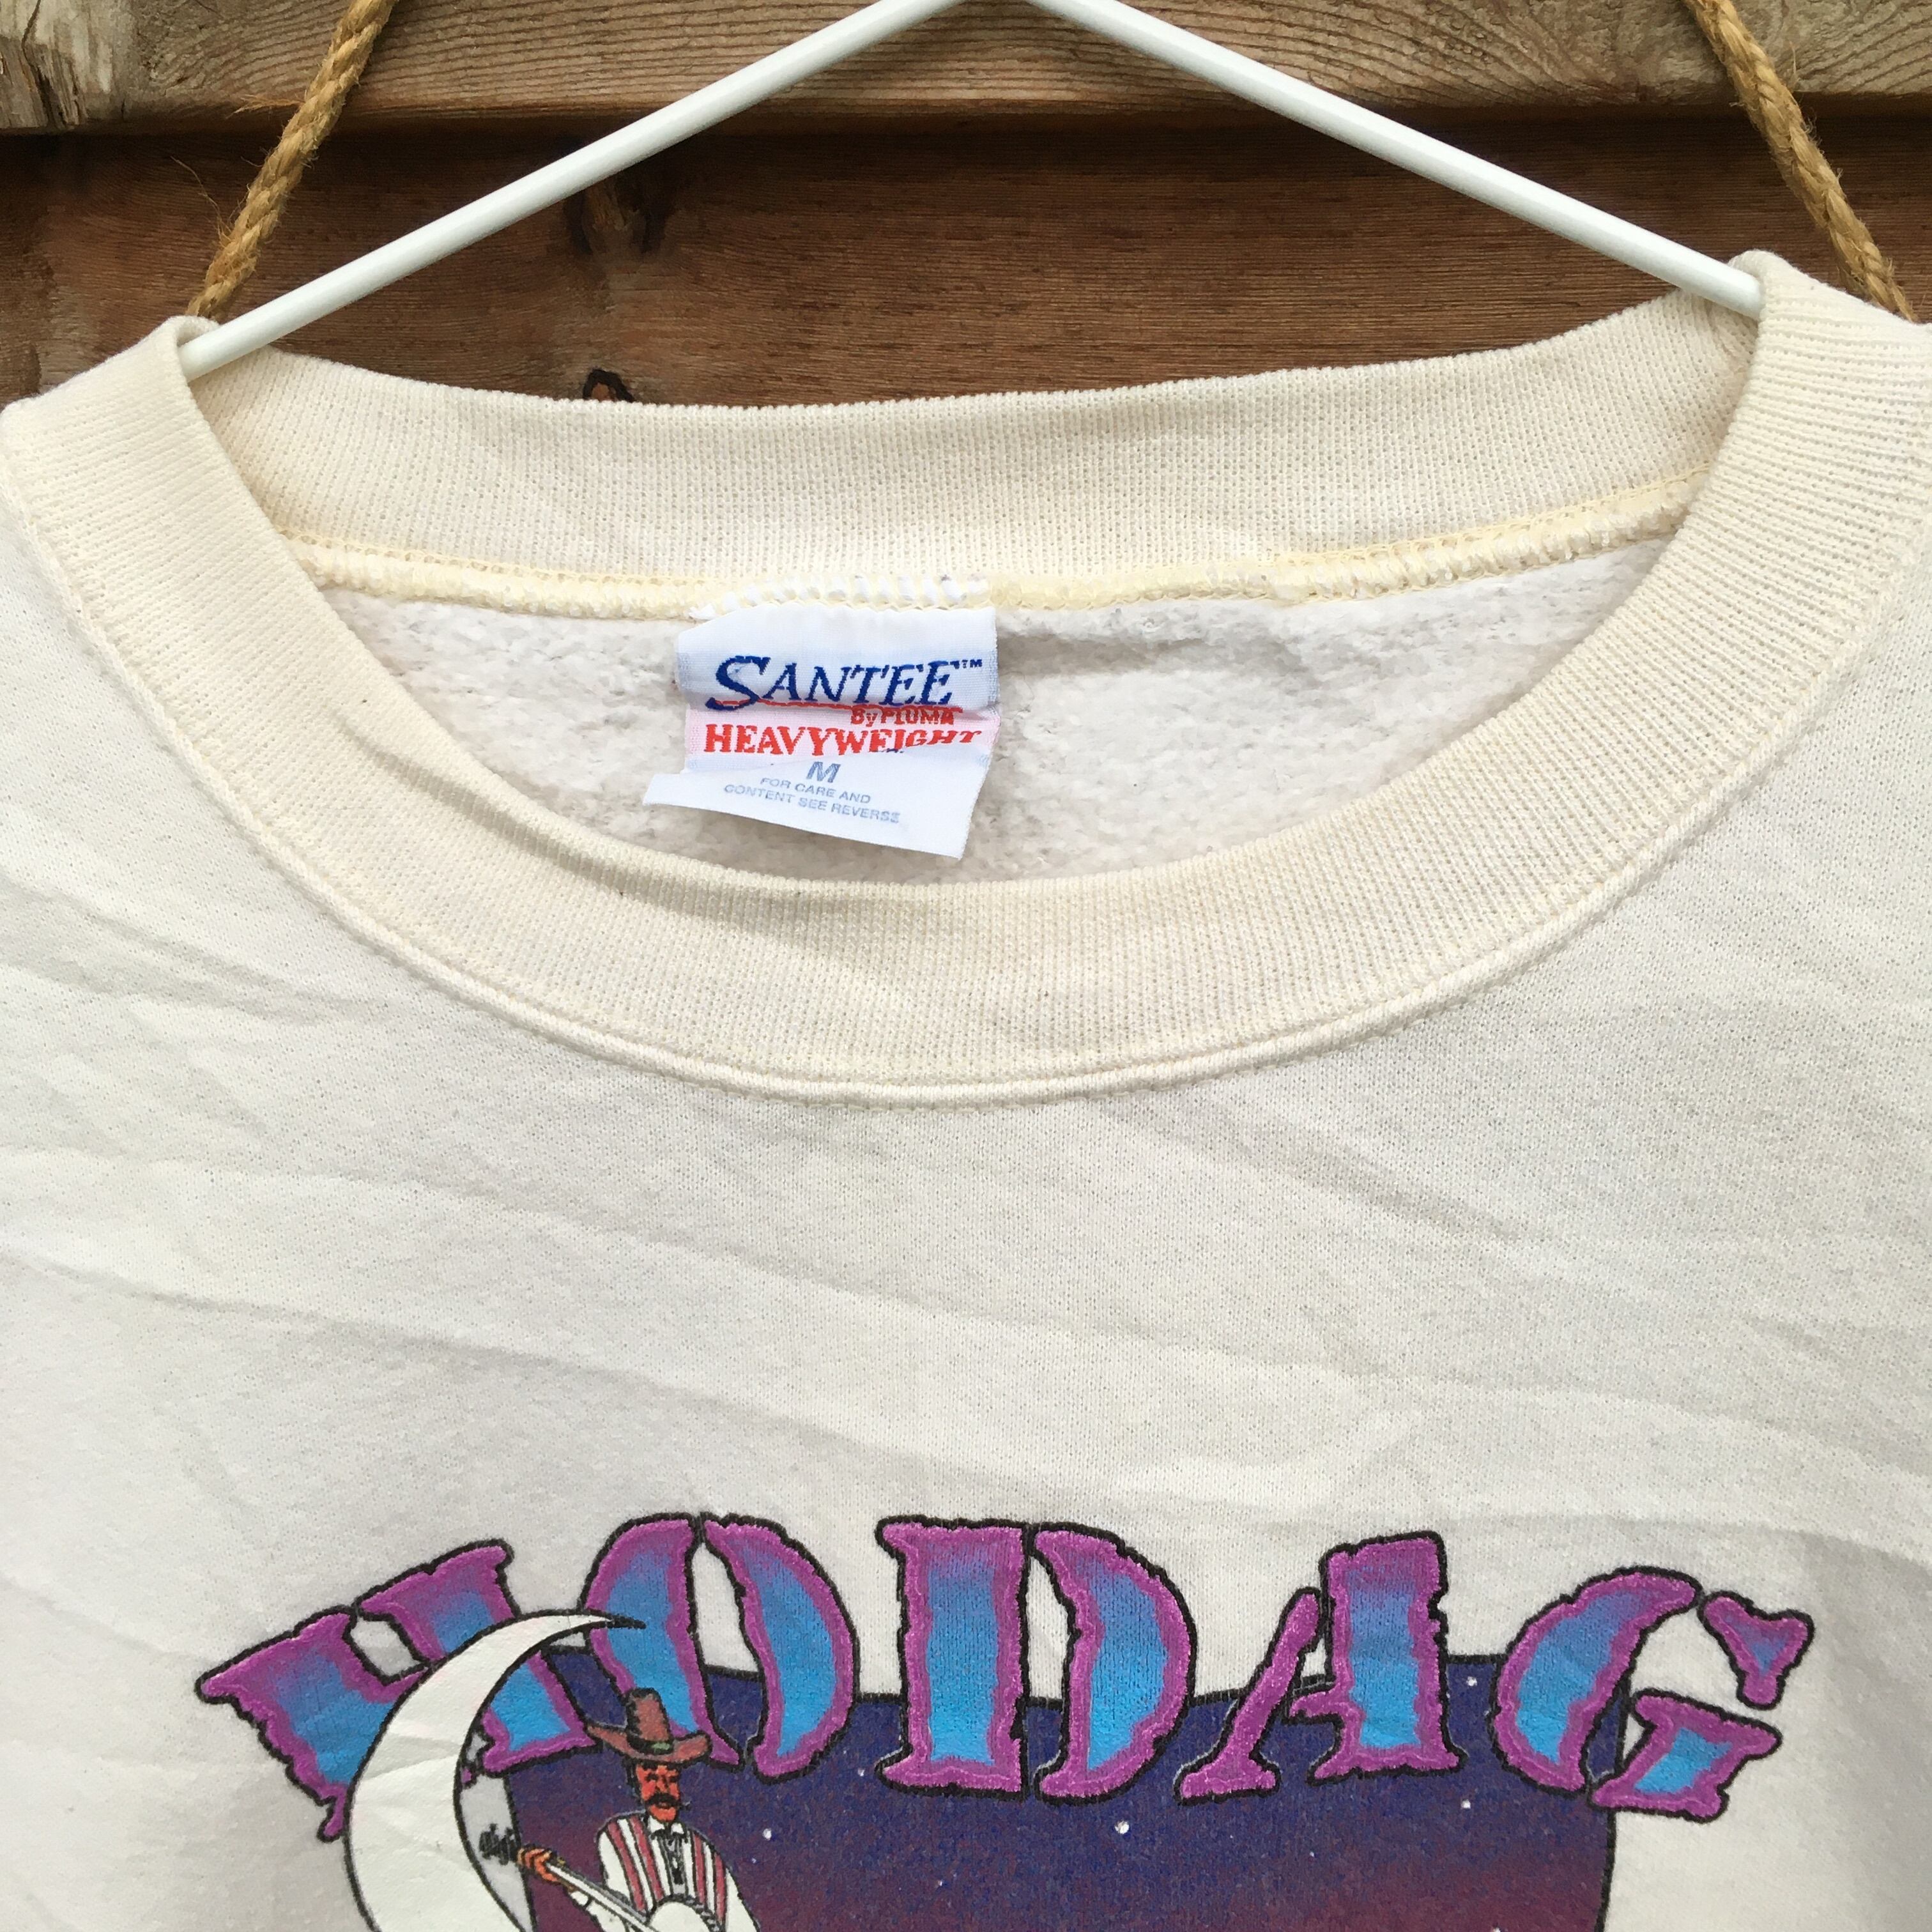 SANTEE™
By PLUMA
HEAVYWEIGHT
M
FOR CARE AND
CONTENT SEE REVERSE
HODAG